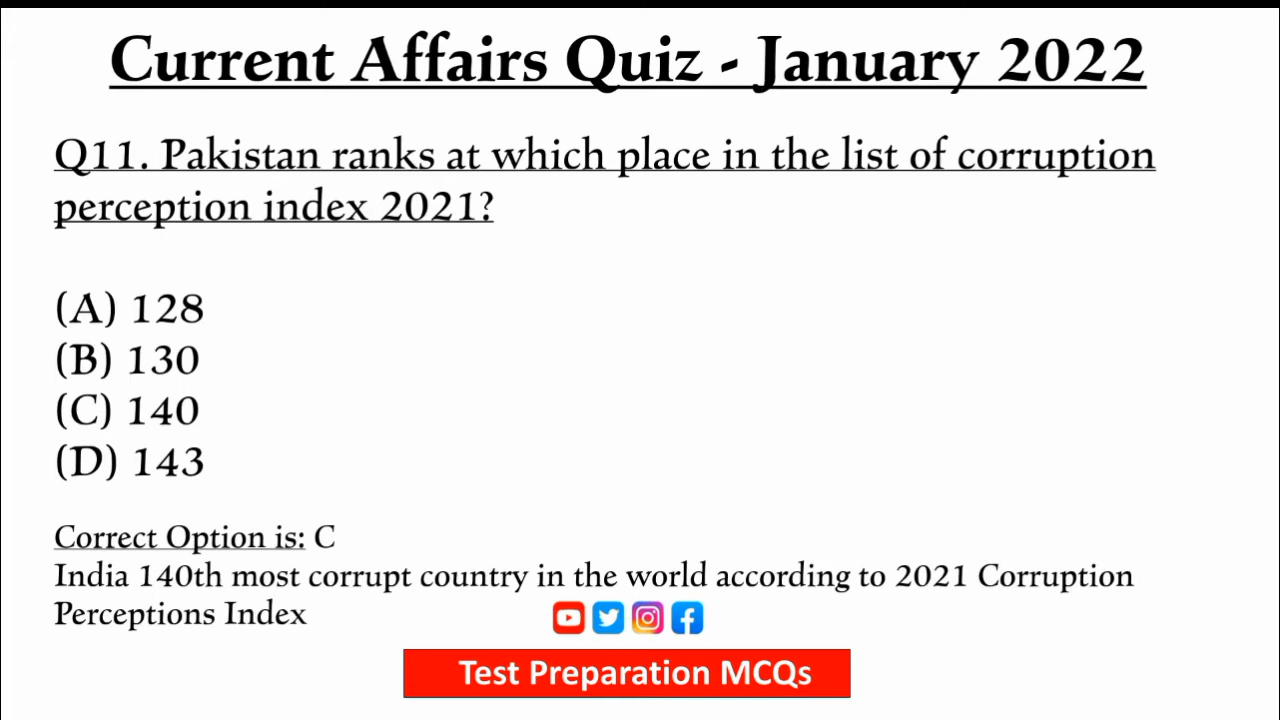 Current Affairs Quiz - January 2022
Q11. Pakistan ranks at which place in the list of corruption
perception index 2021?
(A) 128
(B) 130
(C) 140
(D) 143
Correct Option is: C
India 140th most corrupt country in the world according to 2021 Corruption
Perceptions Index
Test Preparation MCQs